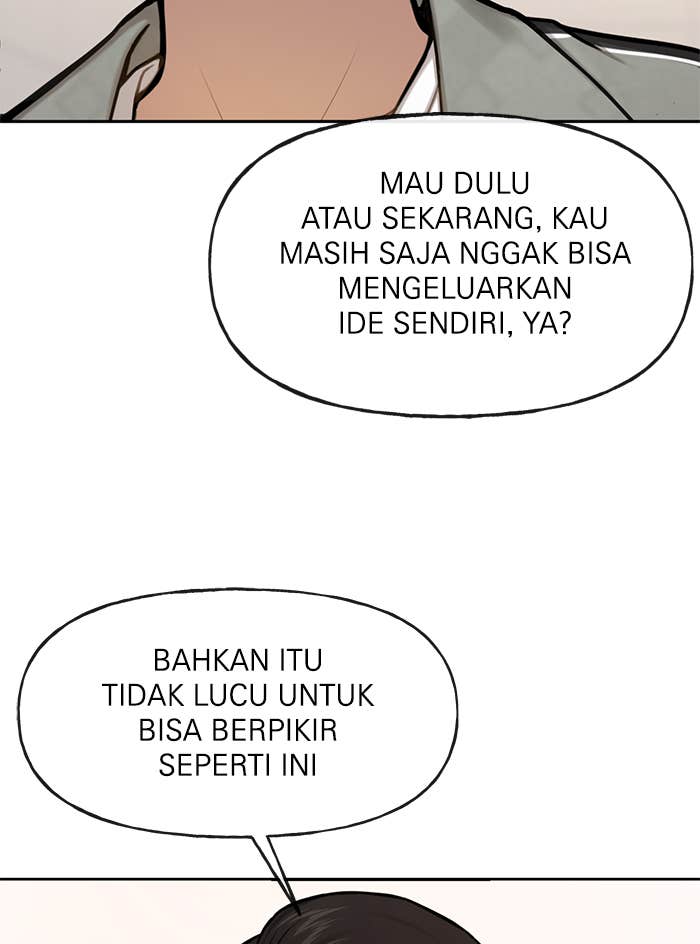 MAU DULU
ATAU SEKARANG, KAU
MASIH SAJA NGGAK BISA
MENGELUARKAN
IDE SENDIRI, YA?
BAHKAN ITU
TIDAK LUCU UNTUK
BISA BERPIKIR
SEPERTI INI